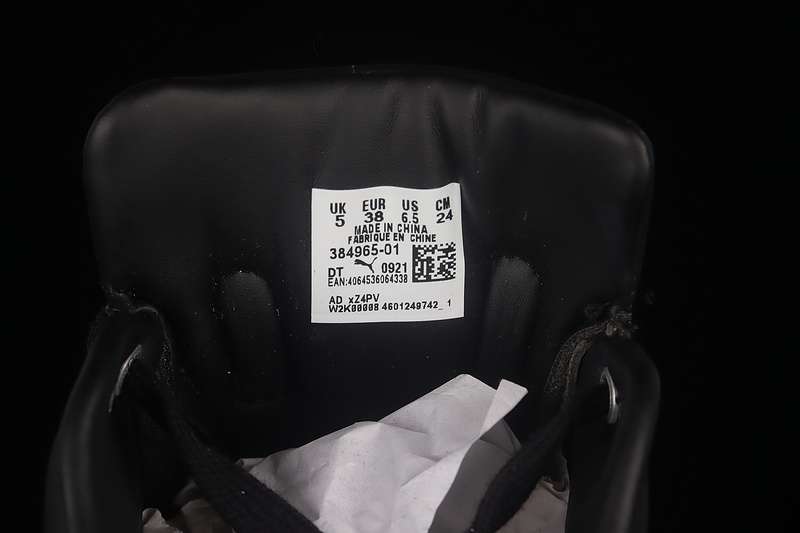 UK EUR US CM
5 38 6.5 24
MADE IN CHINA
FABRIQUE EN CHINE
384965-01
DT 0921
EAN:4064536064338
AD xZ4PV
W2K00008 4601249742_ 1